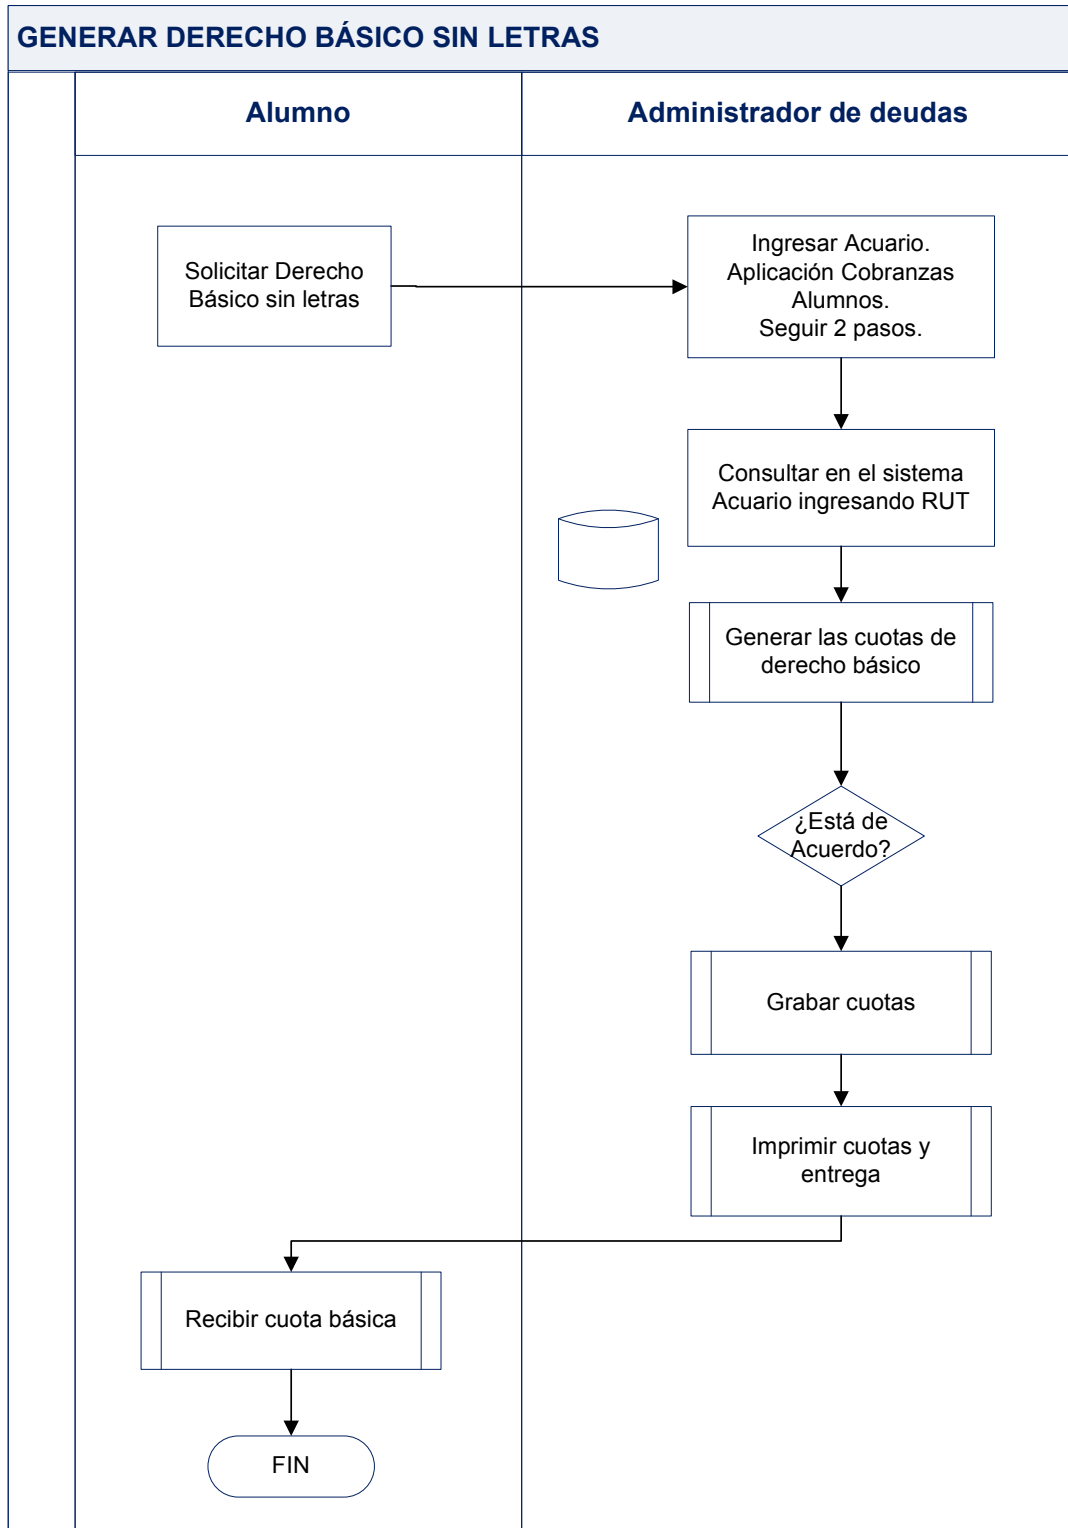 GENERAR DERECHO BÁSICO SIN LETRAS
Alumno
Administrador de deudas
Solicitar Derecho
Básico sin letras
Ingresar Acuario.
Aplicación Cobranzas
Alumnos.
Seguir 2 pasos.
Consultar en el sistema
Acuario ingresando RUT
Generar las cuotas de
derecho básico
¿Está de
Acuerdo?
Grabar cuotas
Imprimir cuotas y
entrega
Recibir cuota básica
FIN